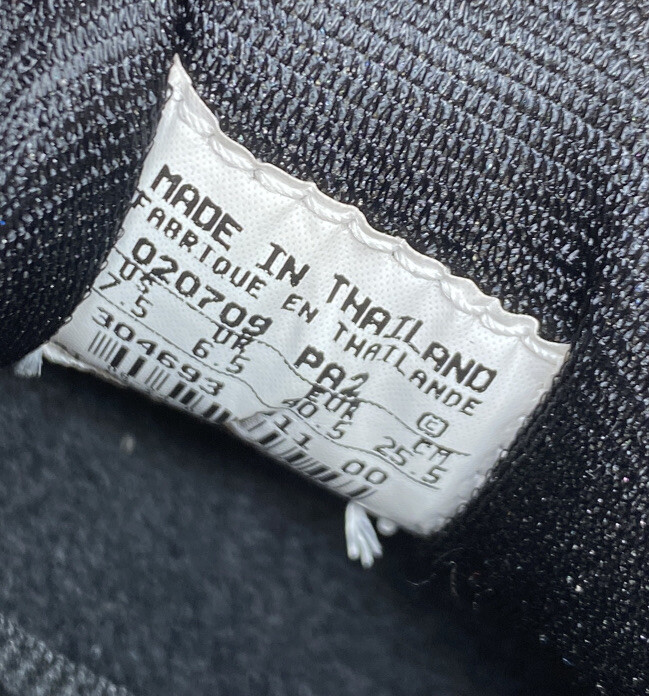 MADE IN THAILAND
FABRIQUE EN THAILANDE
020709 PA2 ©
US UK EUR CM
7.5 6.5 40.5 25.5
304693 11 00